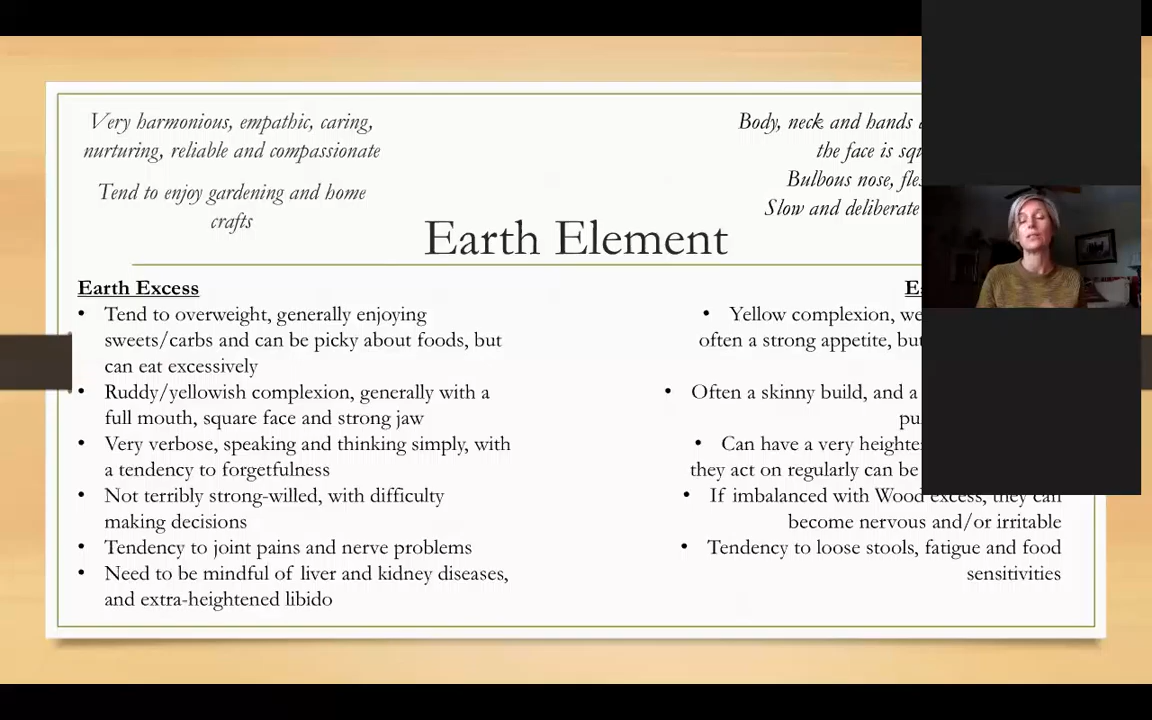 Very harmonious, empathic, caring,
nurturing, reliable and compassionate
Tend to enjoy gardening and home
crafts
Body, neck and hands
the face is
Bulbous nose,
Slow and deliberate
Earth Element
Earth Excess
• Tend to overweight, generally enjoying
sweets/carbs and can be picky about foods, but
can eat excessively
• Ruddy/yellowish complexion, generally with a
full mouth, square face and strong jaw
• Very verbose, speaking and thinking simply, with
a tendency to forgetfulness
• Not terribly strong-willed, with difficulty
making decisions
• Tendency to joint pains and nerve problems
• Need to be mindful of liver and kidney diseases,
and extra-heightened libido
• Yellow complexion,
often a strong appetite,
• Often a skinny build, and a
• Can have a very
they act on regularly can be
• If imbalanced with Wood excess, they can
become nervous and/or irritable
• Tendency to loose stools, fatigue and food
sensitivities